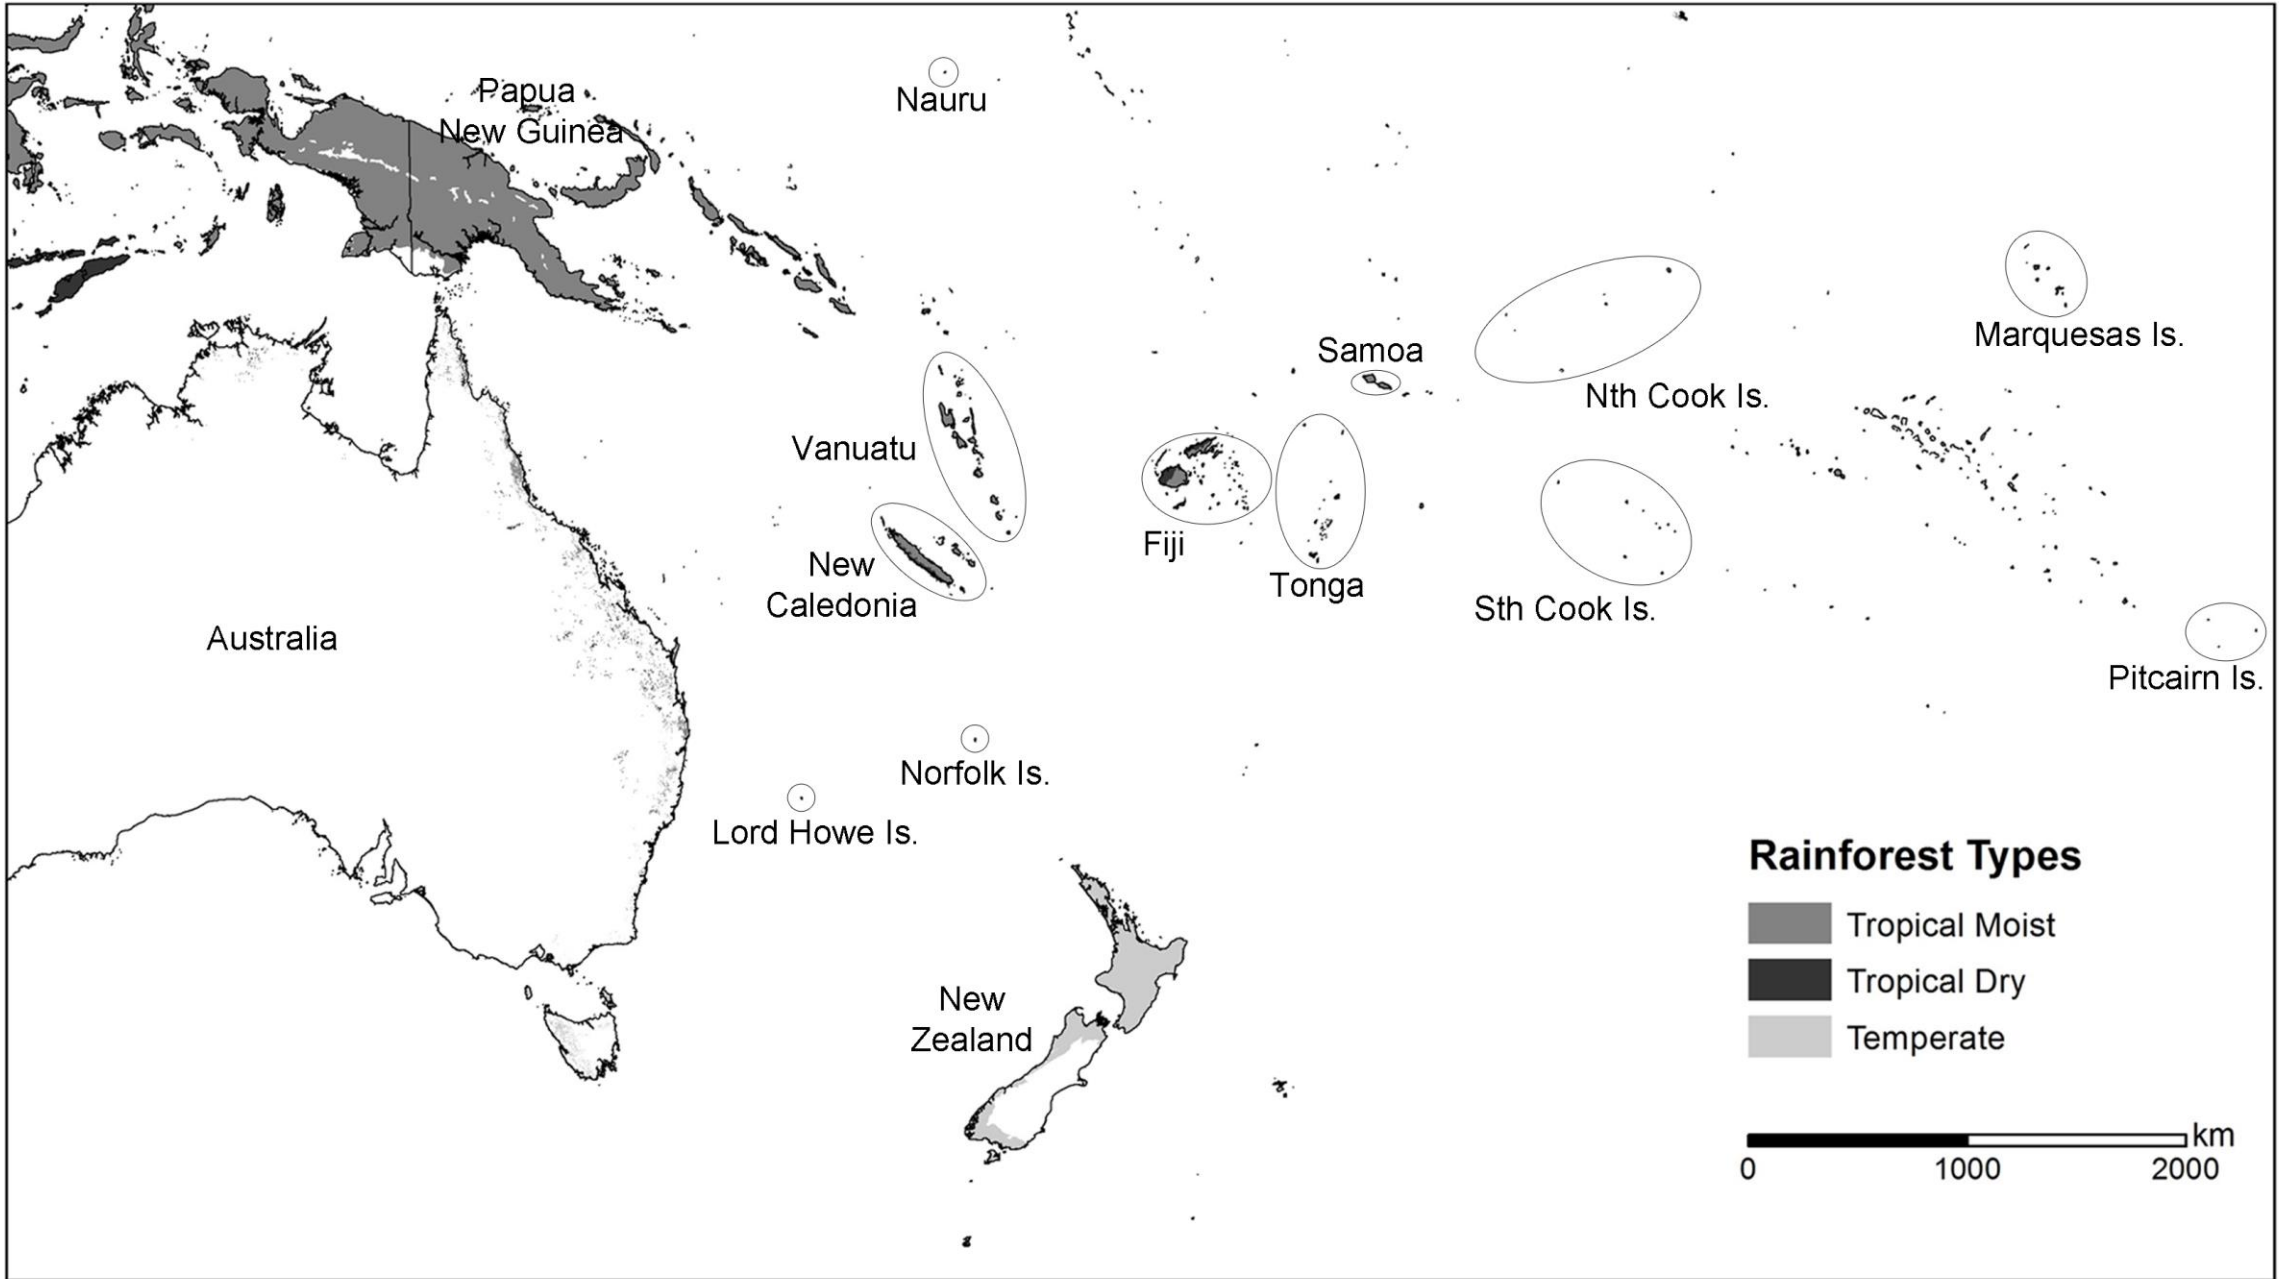 Papua
New Guinea
Nauru
Marquesas Is.
Samoa
Nth Cook Is.
Vanuatu
Fiji
New
Caledonia
Tonga
Sth Cook Is.
Australia
Pitcairn Is.
Norfolk Is.
Lord Howe Is.
New
Zealand
Rainforest Types
Tropical Moist
Tropical Dry
Temperate
km
0 1000 2000